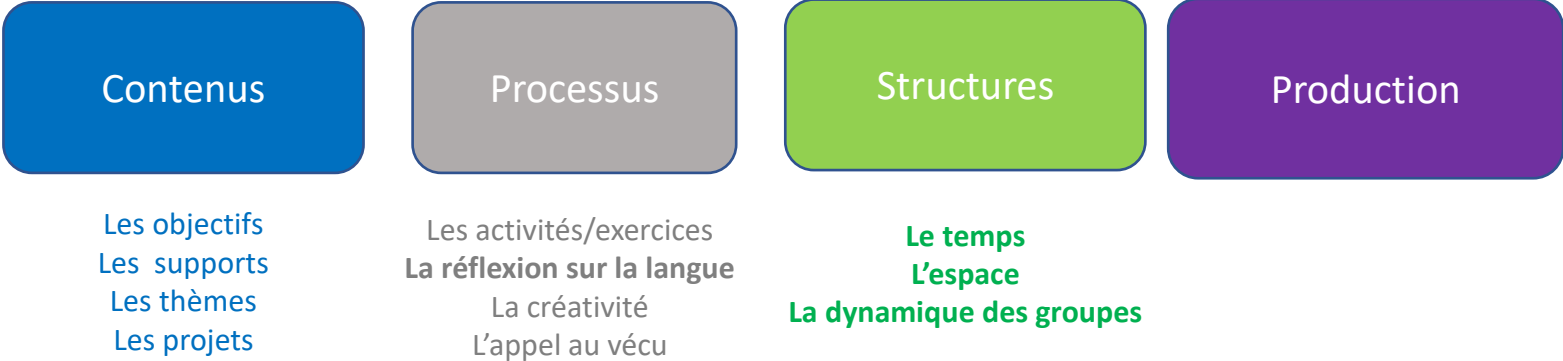 Contenus
Processus
Structures
Production
Les objectifs
Les supports
Les thèmes
Les projets
Les activités/exercices
La réflexion sur la langue
La créativité
L'appel au vécu
Le temps
L'espace
La dynamique des groupes